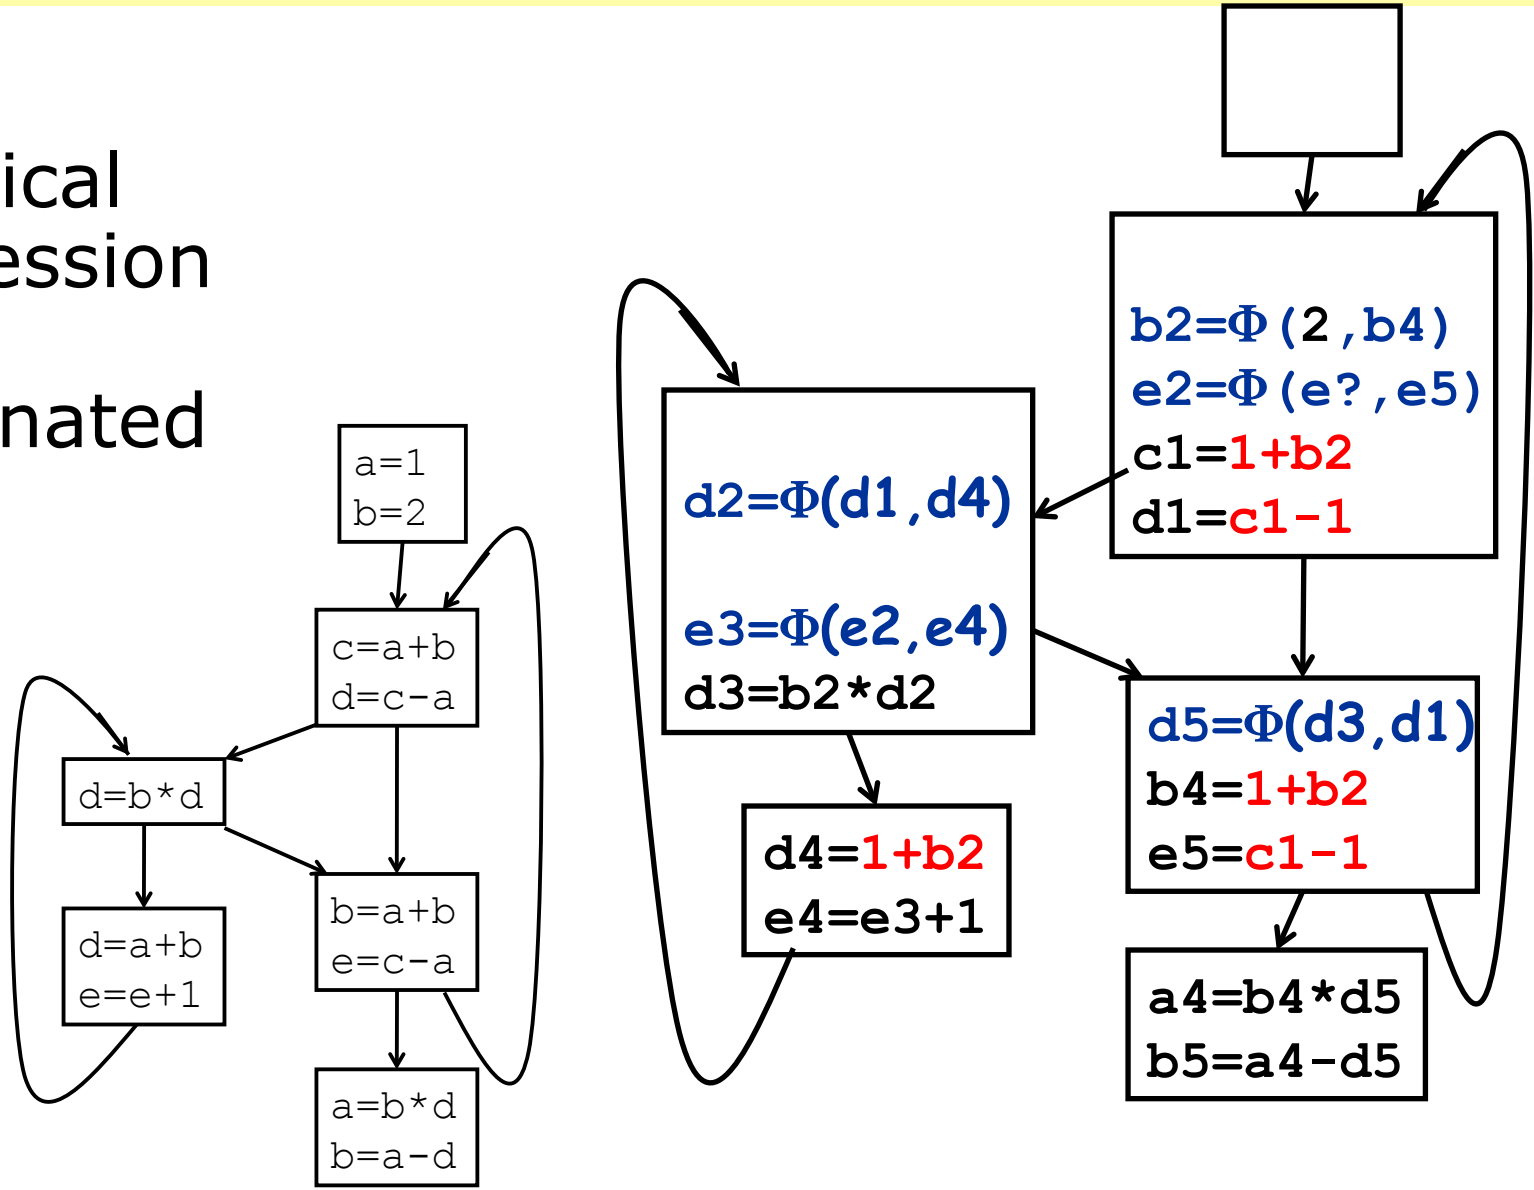 ical
ession
nated
a=1
b=2
c=a+b
d=c-a
d=b*d
d=a+b
e=e+1
b=a+b
e=c-a
a=b*d
b=a-d
b2=Φ(2,b4)
e2=Φ(e?,e5)
c1=1+b2
d1=c1-1
d2=Φ(d1,d4)
e3=Φ(e2,e4)
d3=b2*d2
d4=1+b2
e4=e3+1
d5=Φ(d3,d1)
b4=1+b2
e5=c1-1
a4=b4*d5
b5=a4-d5